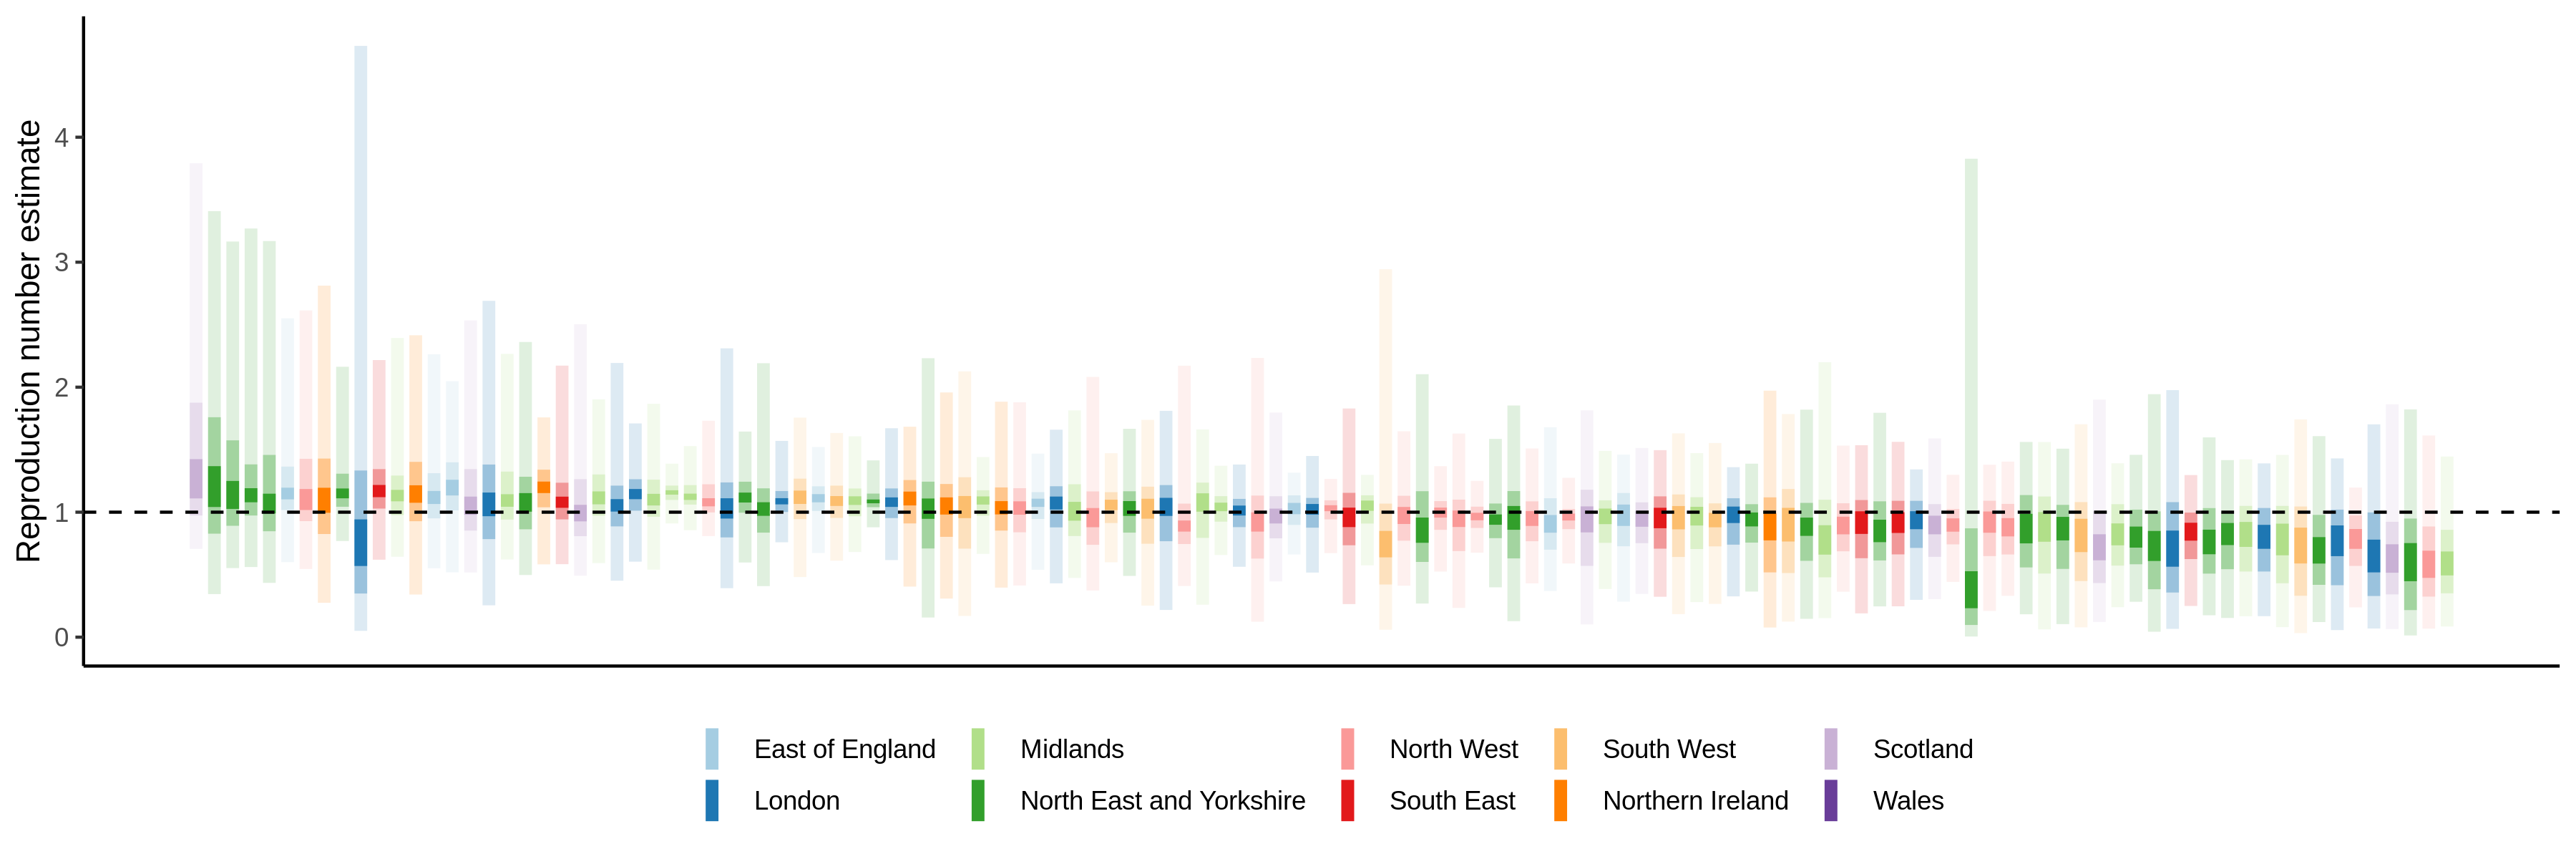 Reproduction number estimate
4
3
2
1
0
East of England Midlands North West South West Scotland
London North East and Yorkshire South East Northern Ireland Wales